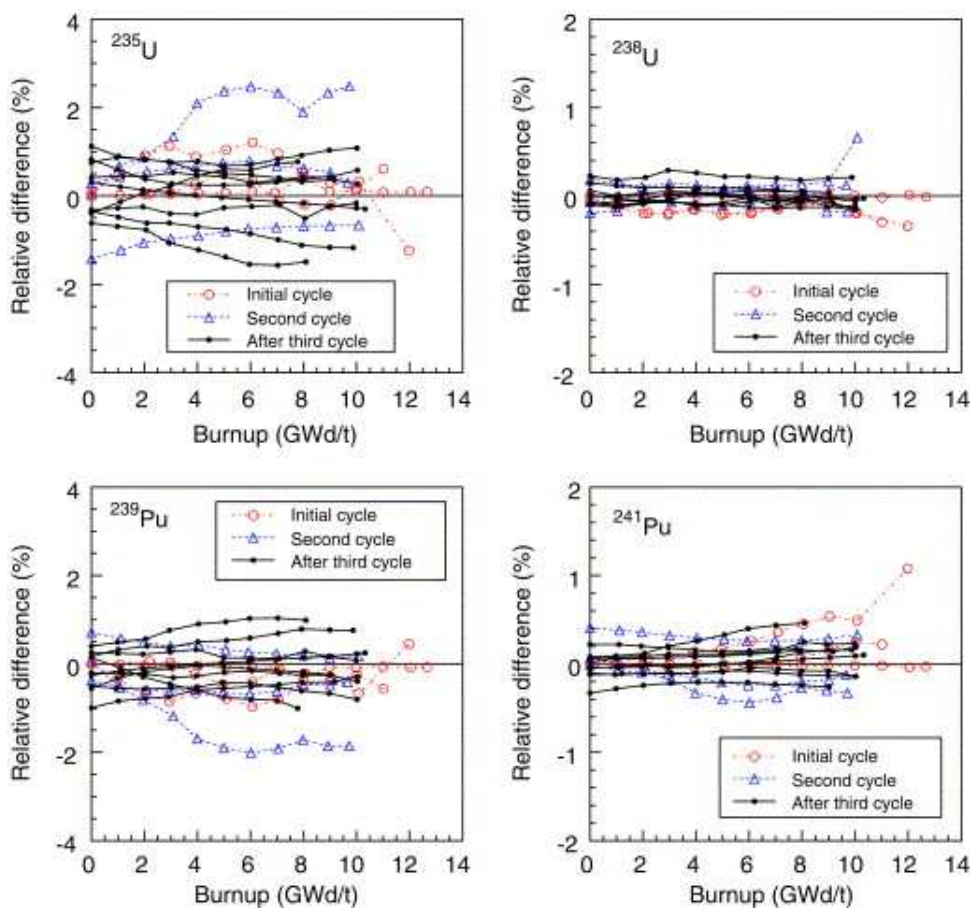 4
2
0
-2
-4
Relative difference (%)
²³⁵U
Initial cycle
Second cycle
After third cycle
0 2 4 6 8 10 12 14
Burnup (GWd/t)
2
1
0
-1
-2
Relative difference (%)
²³⁸U
Initial cycle
Second cycle
After third cycle
0 2 4 6 8 10 12 14
Burnup (GWd/t)
4
2
0
-2
-4
Relative difference (%)
²³⁹Pu
Initial cycle
Second cycle
After third cycle
0 2 4 6 8 10 12 14
Burnup (GWd/t)
2
1
0
-1
-2
Relative difference (%)
²⁴¹Pu
Initial cycle
Second cycle
After third cycle
0 2 4 6 8 10 12 14
Burnup (GWd/t)